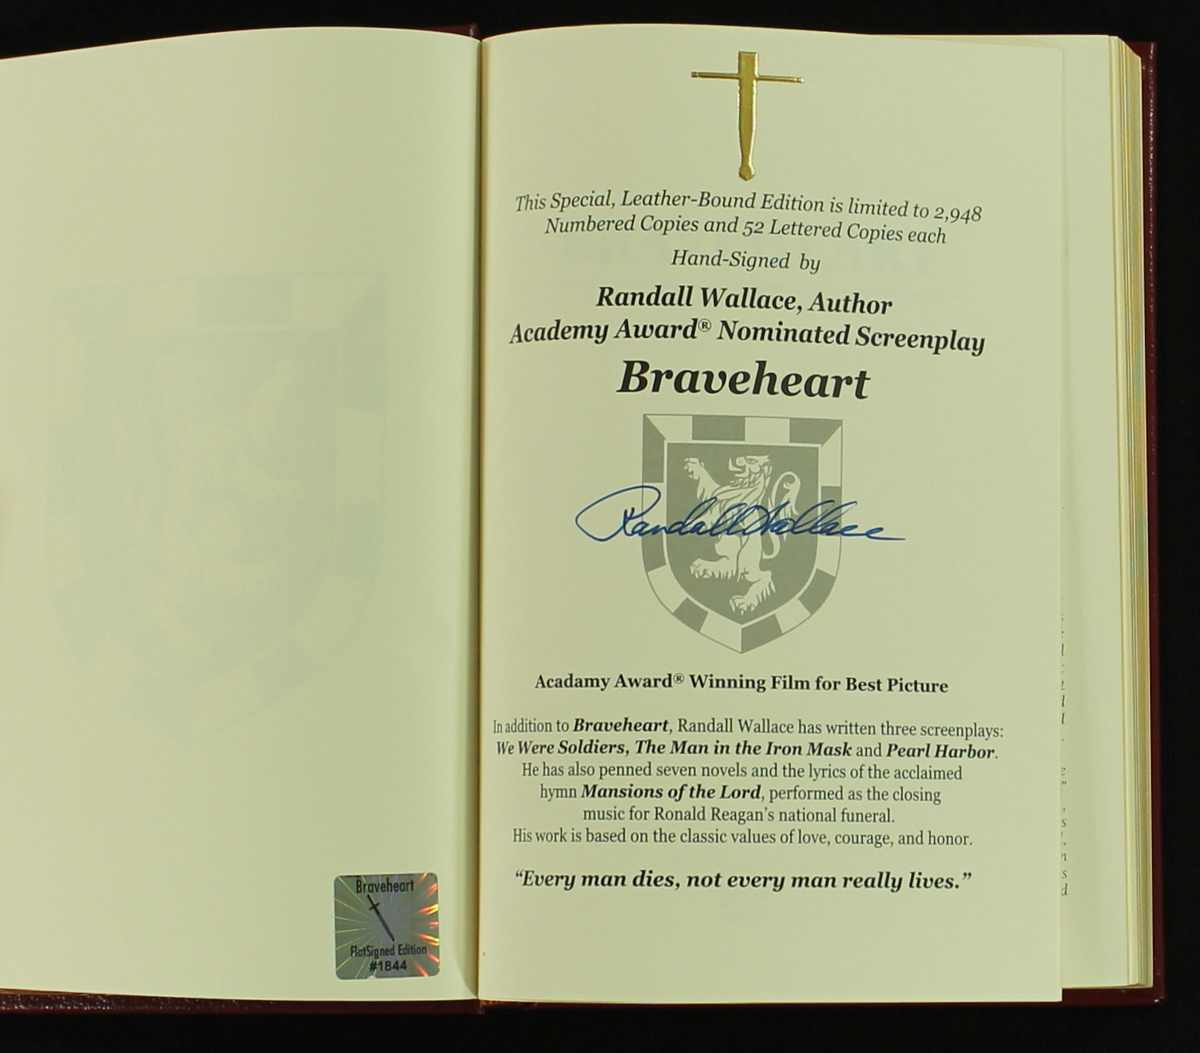 This Special, Leather-Bound Edition is limited to 2,948
Numbered Copies and 52 Lettered Copies each
Hand-Signed by
Randall Wallace, Author
Academy Award® Nominated Screenplay
Braveheart
Randall Wallace
Acadamy Award® Winning Film for Best Picture
In addition to Braveheart, Randall Wallace has written three screenplays:
We Were Soldiers, The Man in the Iron Mask and Pearl Harbor.
He has also penned seven novels and the lyrics of the acclaimed
hymn Mansions of the Lord, performed as the closing
music for Ronald Reagan's national funeral.
His work is based on the classic values of love, courage, and honor.
"Every man dies, not every man really lives."
Braveheart
FlatSigned Edition
#1844